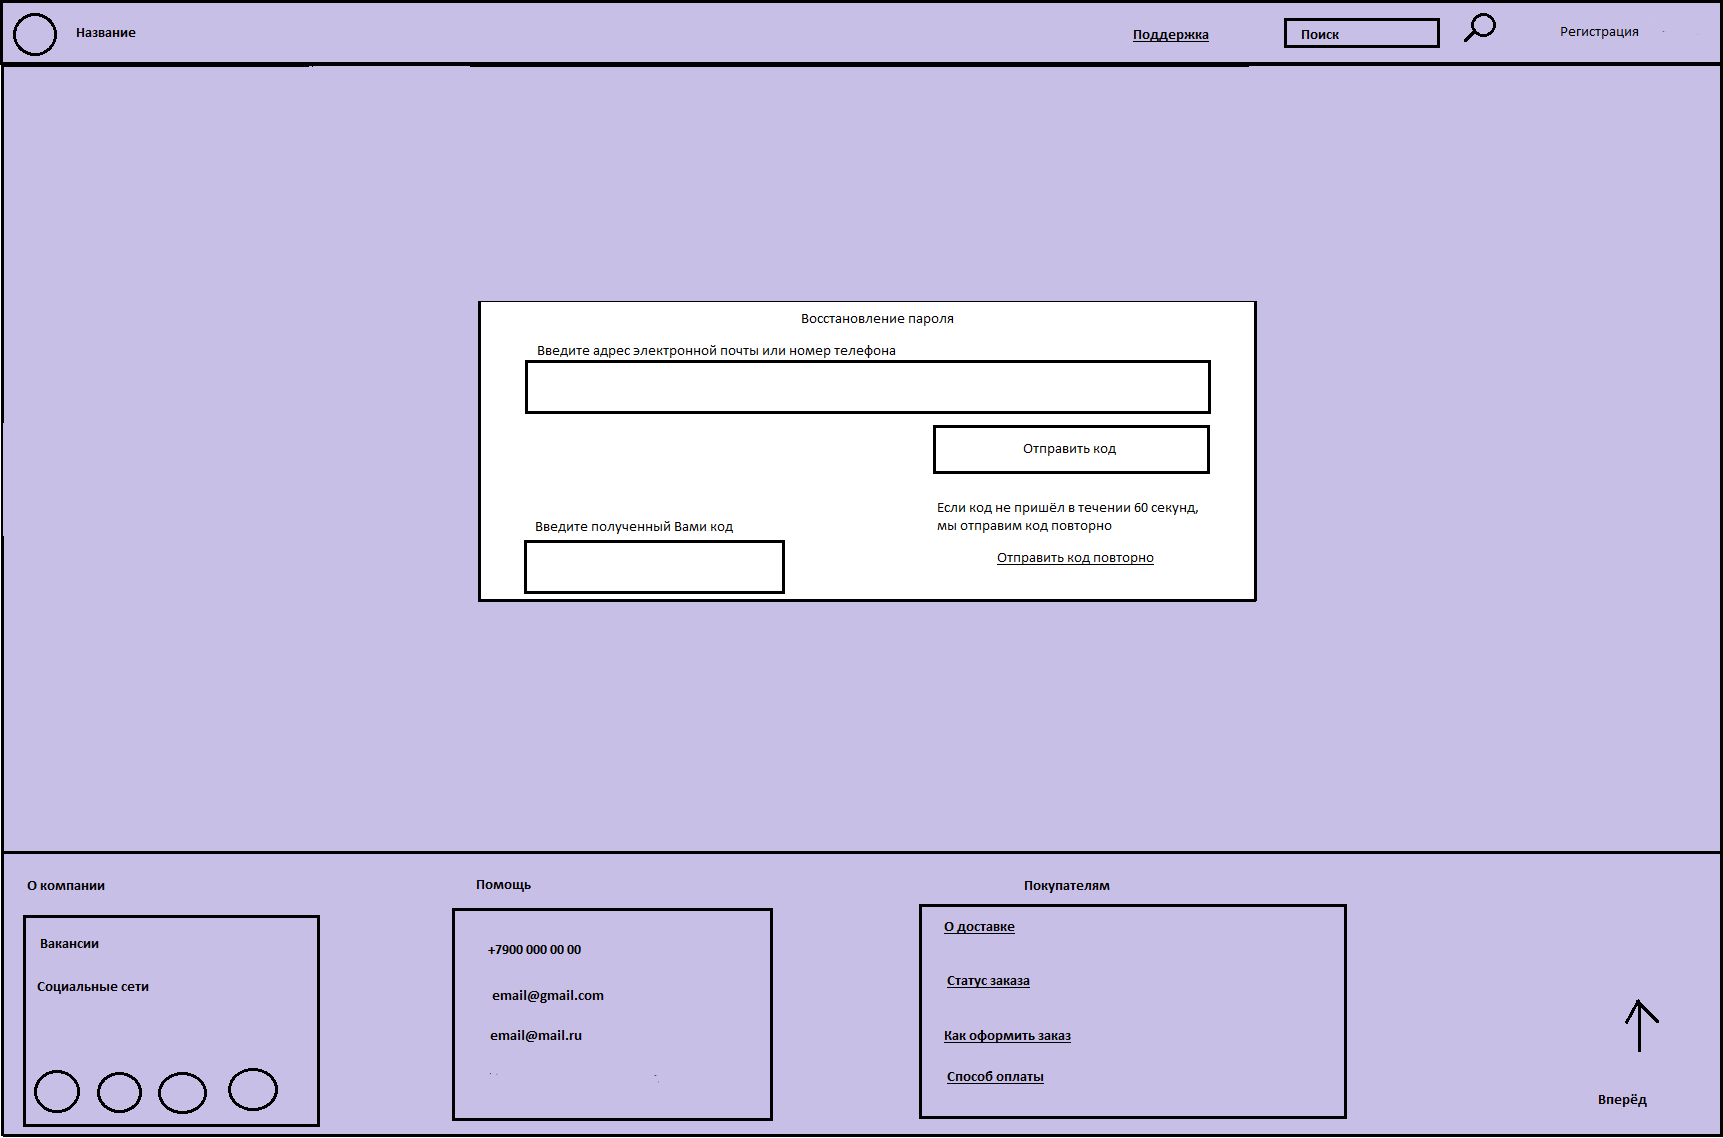 Название
Поддержка
Поиск
Регистрация
Восстановление пароля
Введите адрес электронной почты или номер телефона
Отправить код
Если код не пришёл в течении 60 секунд,
мы отправим код повторно
Отправить код повторно
Введите полученный Вами код
О компании
Вакансии
Социальные сети
Помощь
+7900 000 00 00
email@gmail.com
email@mail.ru
Покупателям
О доставке
Статус заказа
Как оформить заказ
Способ оплаты
Вперёд